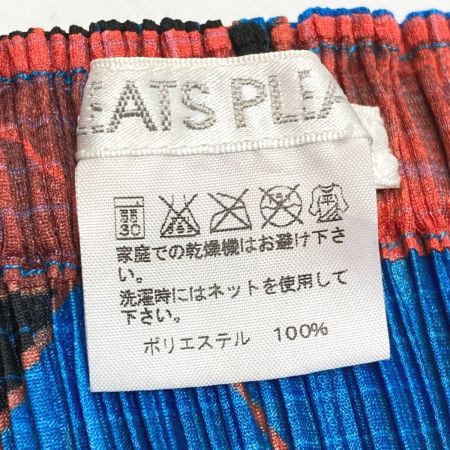 EATS PLEA
弱
30
家庭での乾燥機はお避け下さ
い。
洗濯時にはネットを使用して
下さい。
ポリエステル 100%